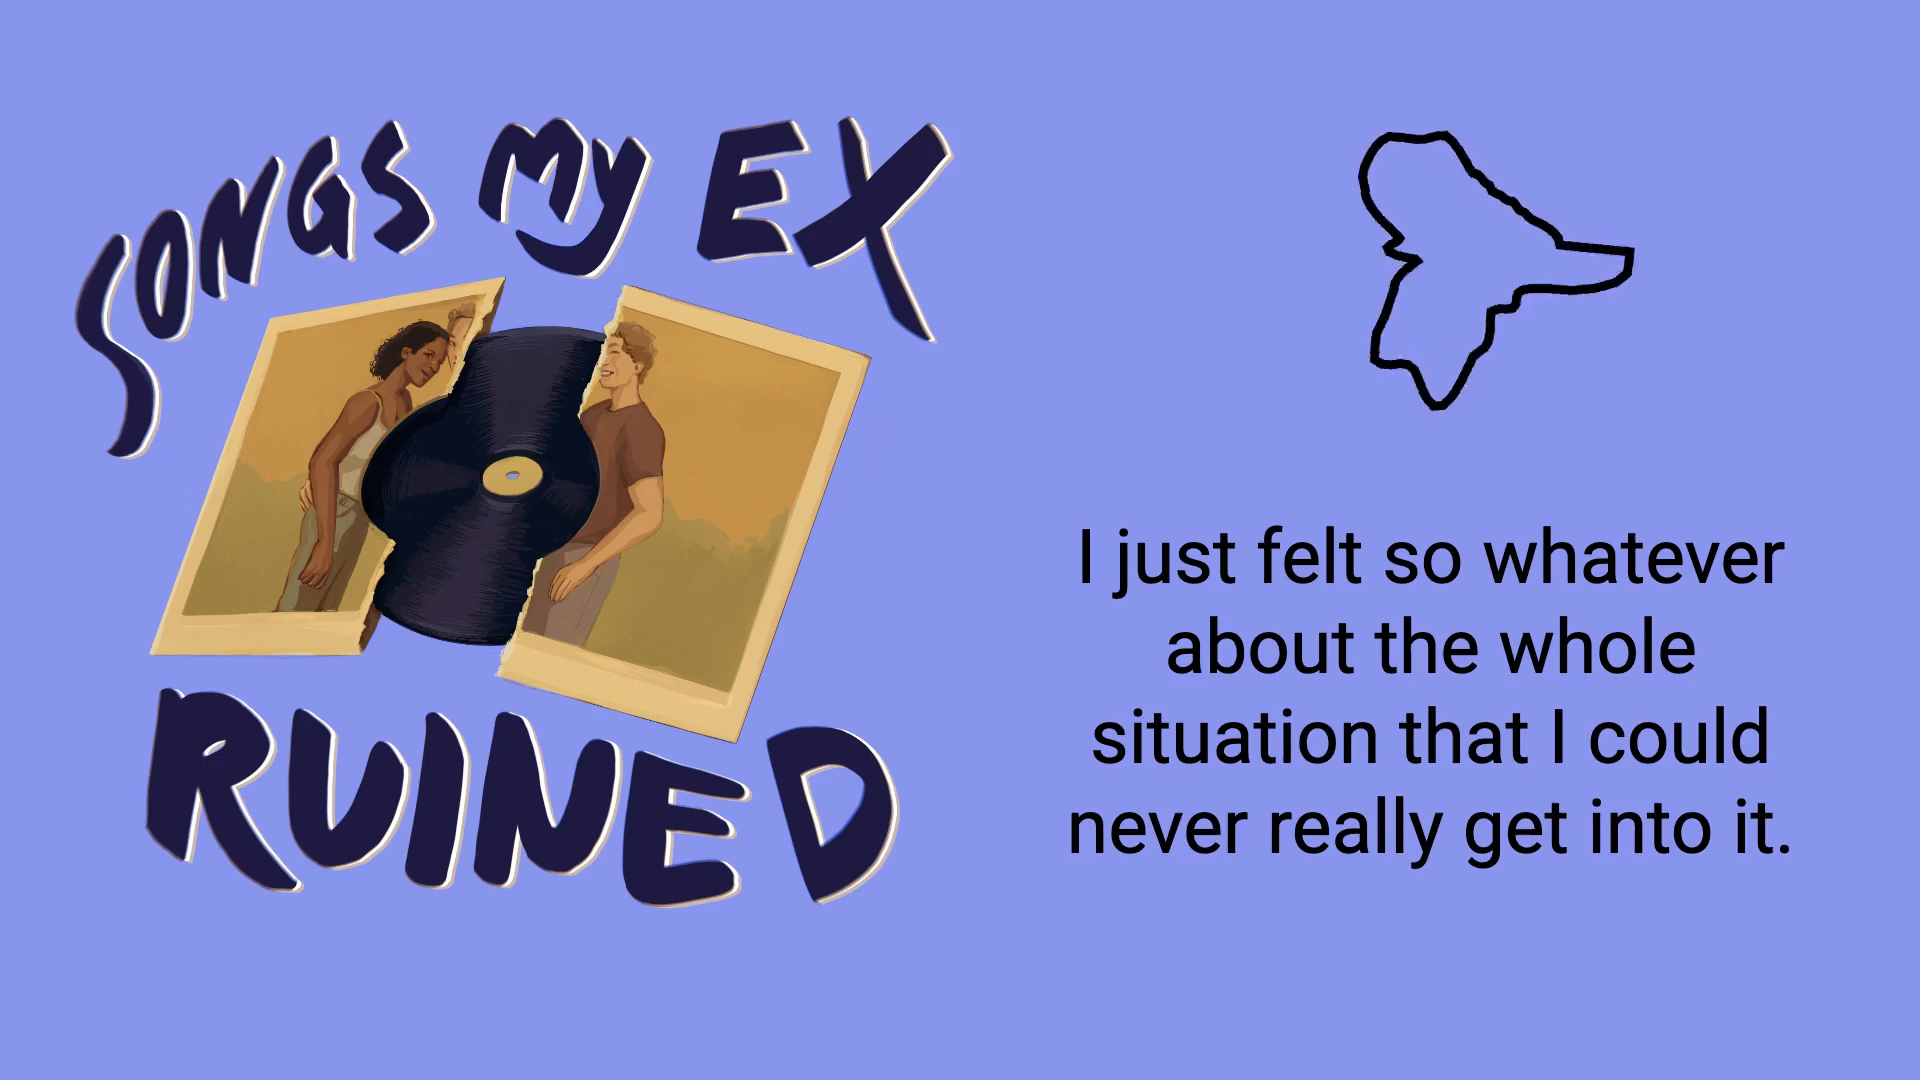 SONGS MY EX
RUINED
I just felt so whatever
about the whole
situation that I could
never really get into it.